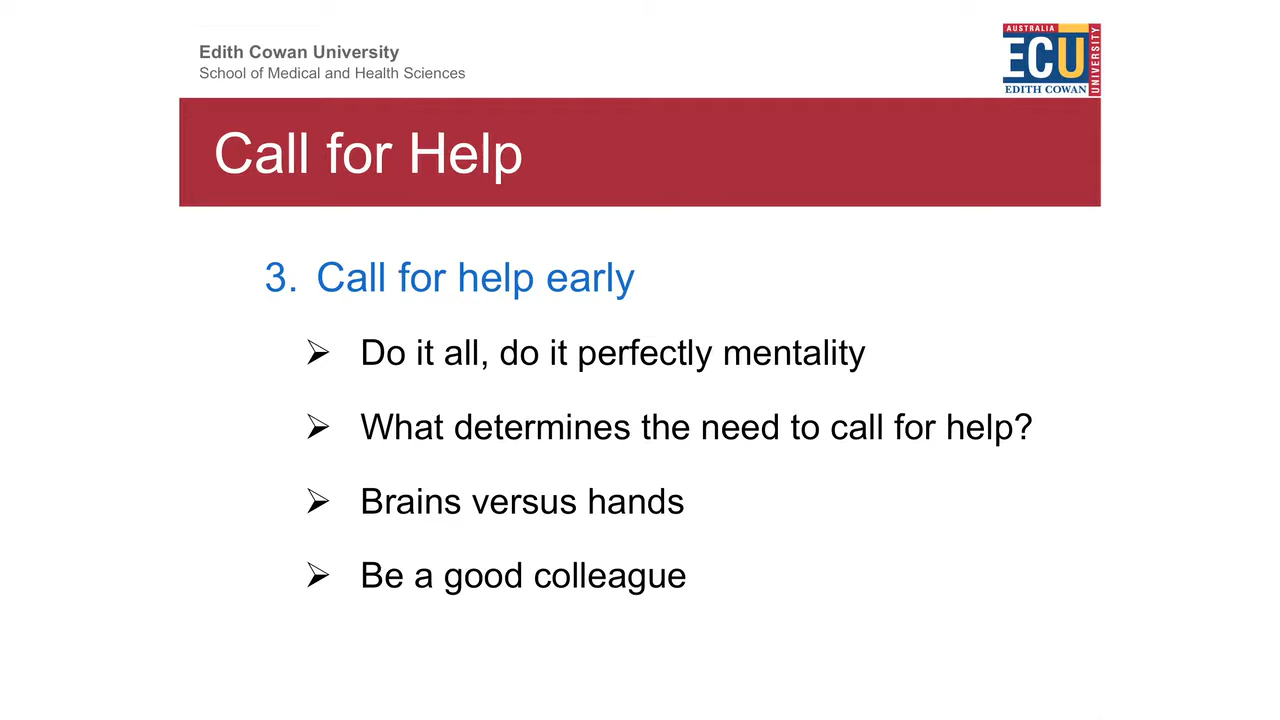 Edith Cowan University
School of Medical and Health Sciences
AUSTRALIA
ECU
EDITH COWAN
UNIVERSITY
Call for Help
3. Call for help early
➢ Do it all, do it perfectly mentality
➢ What determines the need to call for help?
➢ Brains versus hands
➢ Be a good colleague